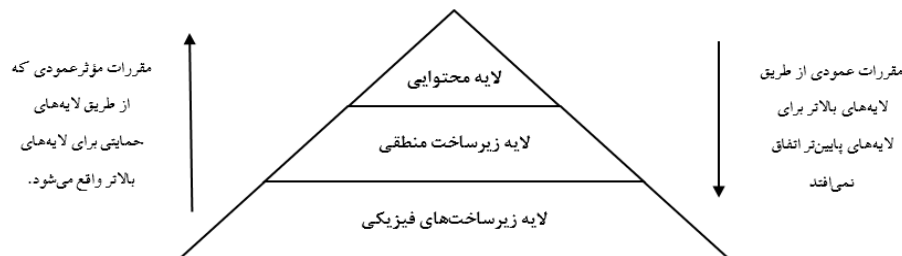 مقررات عمودی از طریق
لایه‌های بالاتر برای
لایه‌های پایین‌تر اتفاق
نمی‌افتد
لایه محتوایی
لایه زیرساخت منطقی
لایه زیرساخت‌های فیزیکی
مقررات مؤثرعمودی که
از طریق لایه‌های
حمایتی برای لایه‌های
بالاتر واقع می‌شود.